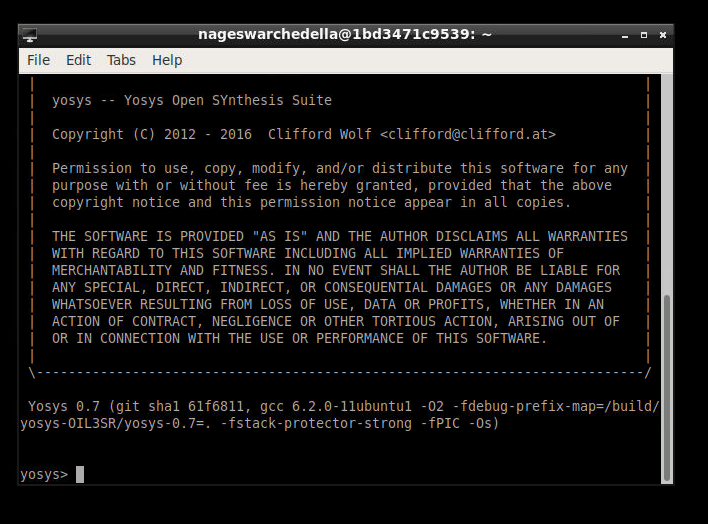 nageswarchedella@1bd3471c9539: ~
File Edit Tabs Help
| |
| yosys -- Yosys Open SYnthesis Suite |
| |
| Copyright (C) 2012 - 2016  Clifford Wolf <clifford@clifford.at> |
| |
| Permission to use, copy, modify, and/or distribute this software for any |
| purpose with or without fee is hereby granted, provided that the above |
| copyright notice and this permission notice appear in all copies. |
| |
| THE SOFTWARE IS PROVIDED "AS IS" AND THE AUTHOR DISCLAIMS ALL WARRANTIES |
| WITH REGARD TO THIS SOFTWARE INCLUDING ALL IMPLIED WARRANTIES OF |
| MERCHANTABILITY AND FITNESS. IN NO EVENT SHALL THE AUTHOR BE LIABLE FOR |
| ANY SPECIAL, DIRECT, INDIRECT, OR CONSEQUENTIAL DAMAGES OR ANY DAMAGES |
| WHATSOEVER RESULTING FROM LOSS OF USE, DATA OR PROFITS, WHETHER IN AN |
| ACTION OF CONTRACT, NEGLIGENCE OR OTHER TORTIOUS ACTION, ARISING OUT OF |
| OR IN CONNECTION WITH THE USE OR PERFORMANCE OF THIS SOFTWARE. |
| |
\----------------------------------------------------------------------------/
Yosys 0.7 (git sha1 61f6811, gcc 6.2.0-11ubuntu1 -O2 -fdebug-prefix-map=/build/
yosys-OIL3SR/yosys-0.7=. -fstack-protector-strong -fPIC -Os)
yosys>